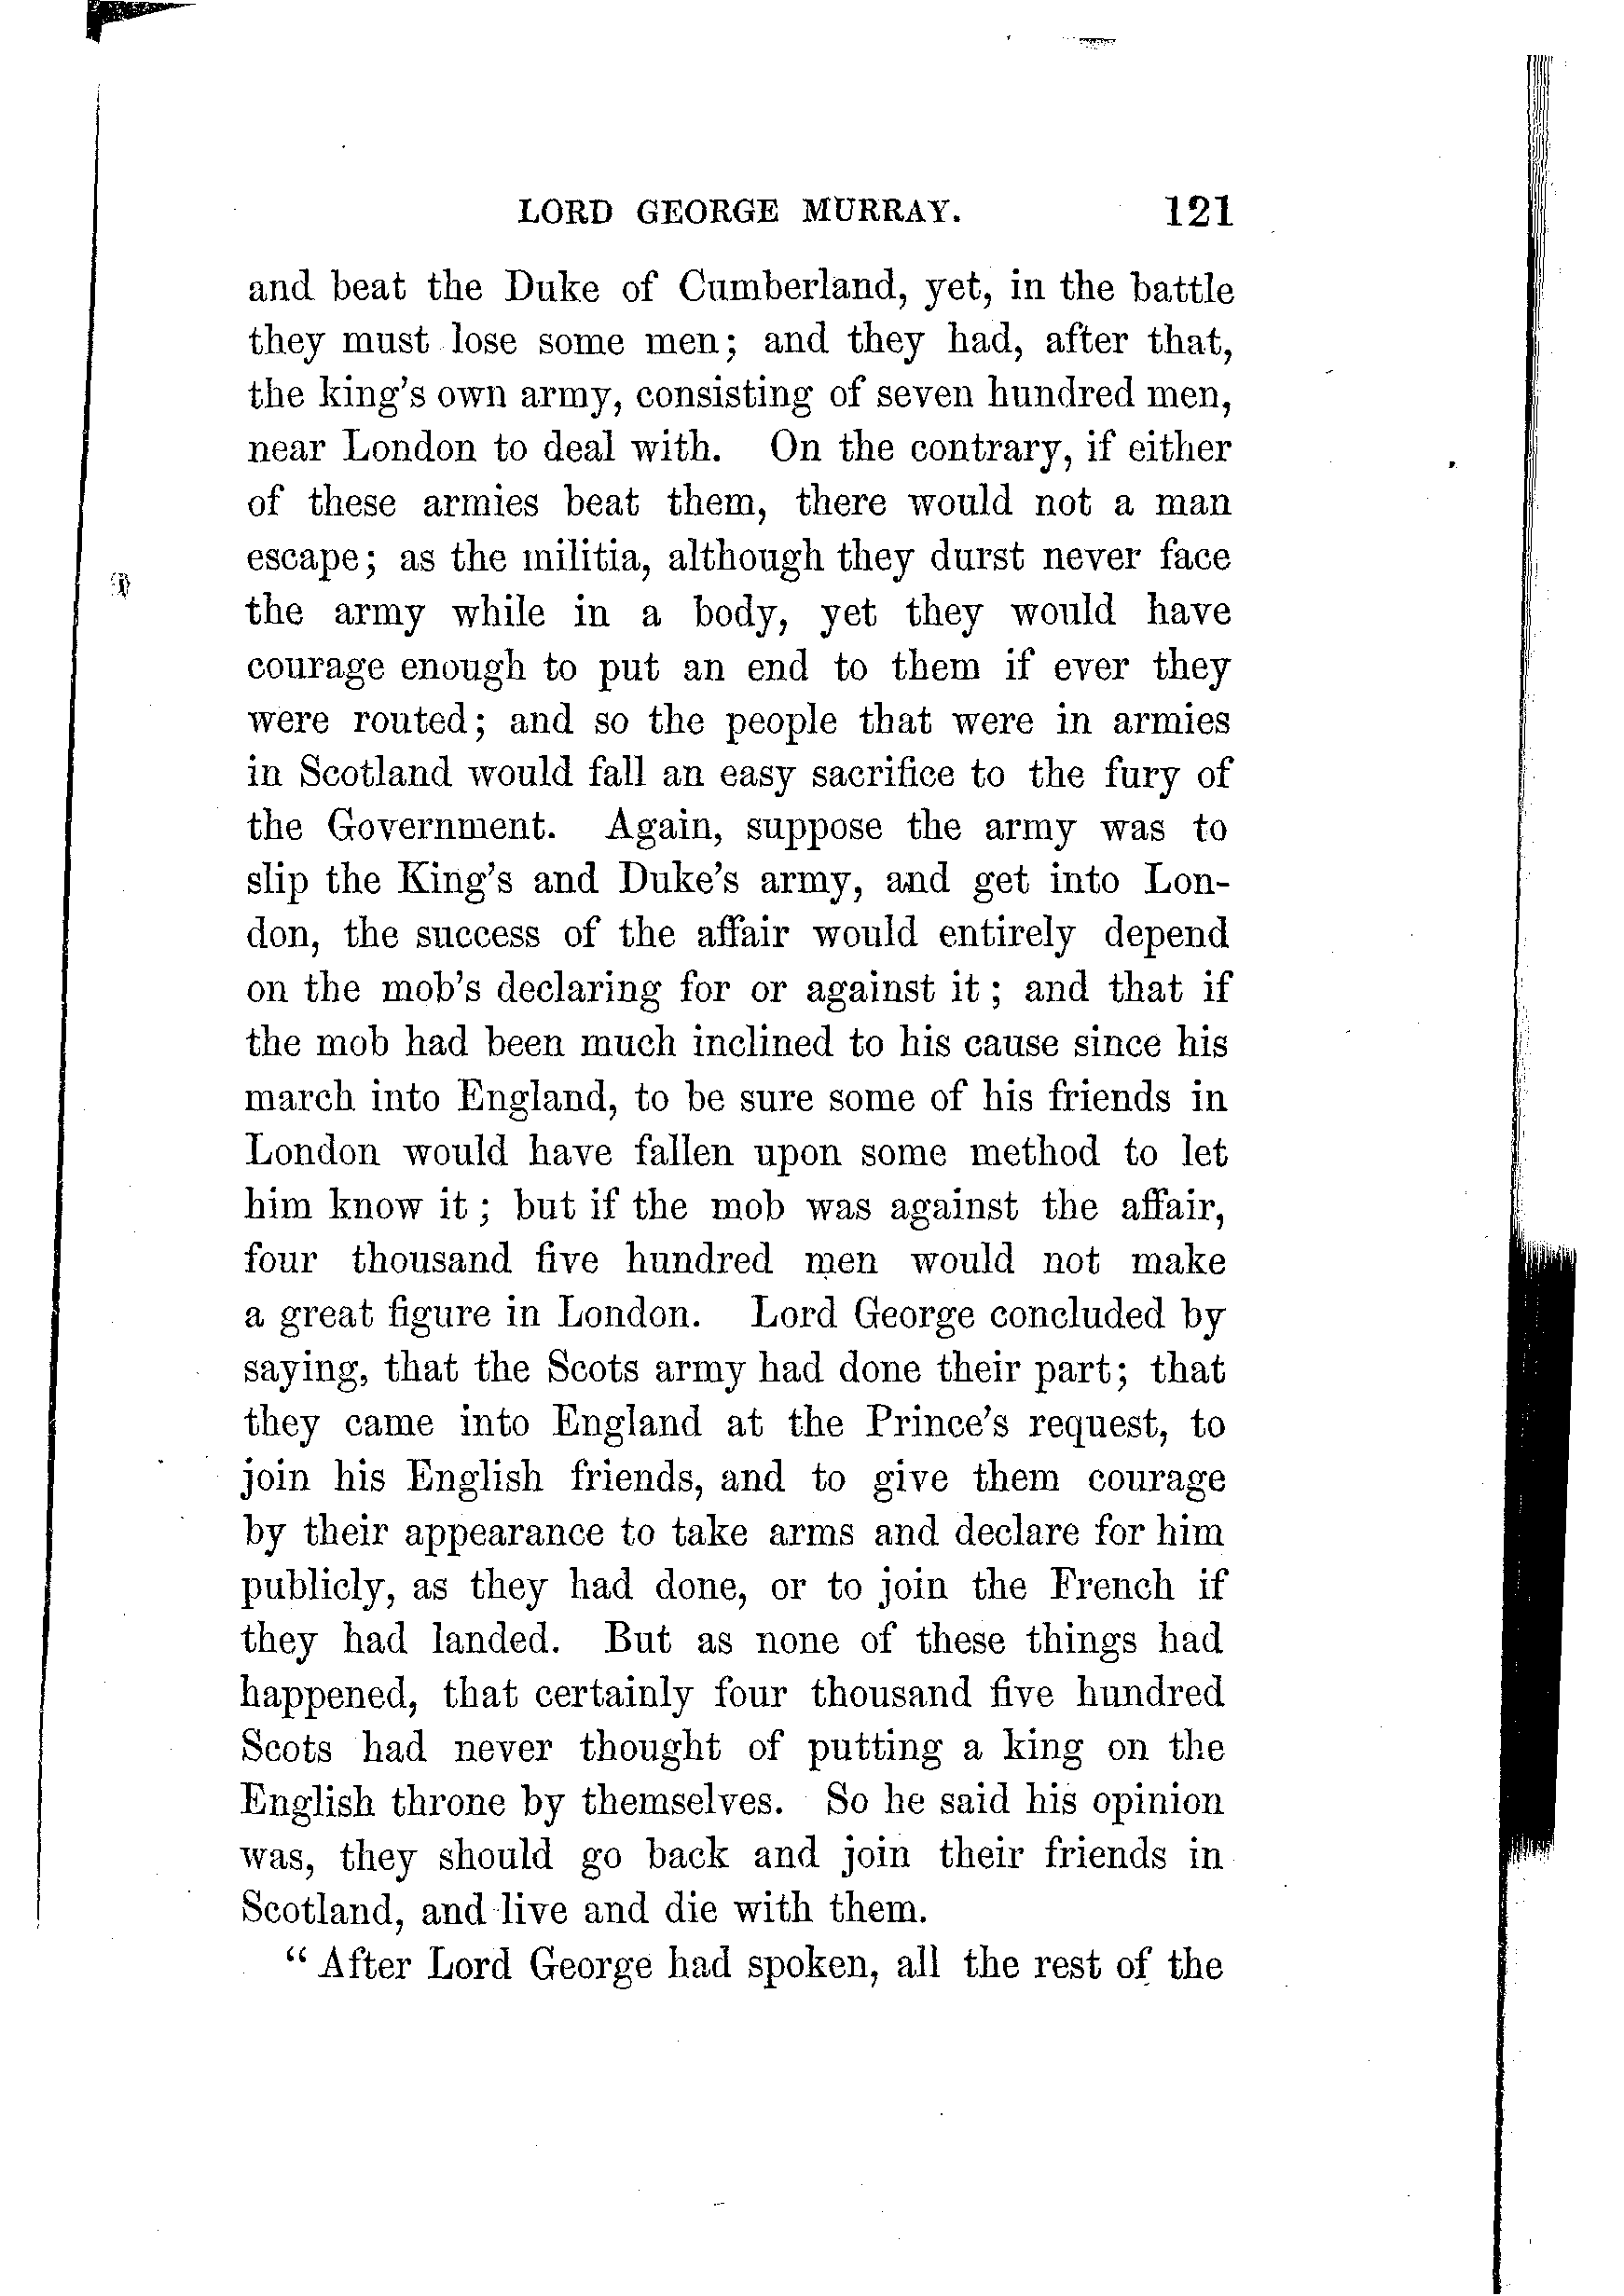 LORD GEORGE MURRAY. 121
and beat the Duke of Cumberland, yet, in the battle
they must lose some men; and they had, after that,
the king's own army, consisting of seven hundred men,
near London to deal with. On the contrary, if either
of these armies beat them, there would not a man
escape; as the militia, although they durst never face
the army while in a body, yet they would have
courage enough to put an end to them if ever they
were routed; and so the people that were in armies
in Scotland would fall an easy sacrifice to the fury of
the Government. Again, suppose the army was to
slip the King's and Duke's army, and get into Lon-
don, the success of the affair would entirely depend
on the mob's declaring for or against it; and that if
the mob had been much inclined to his cause since his
march into England, to be sure some of his friends in
London would have fallen upon some method to let
him know it; but if the mob was against the affair,
four thousand five hundred men would not make
a great figure in London. Lord George concluded by
saying, that the Scots army had done their part; that
they came into England at the Prince's request, to
join his English friends, and to give them courage
by their appearance to take arms and declare for him
publicly, as they had done, or to join the French if
they had landed. But as none of these things had
happened, that certainly four thousand five hundred
Scots had never thought of putting a king on the
English throne by themselves. So he said his opinion
was, they should go back and join their friends in
Scotland, and live and die with them.
"After Lord George had spoken, all the rest of the